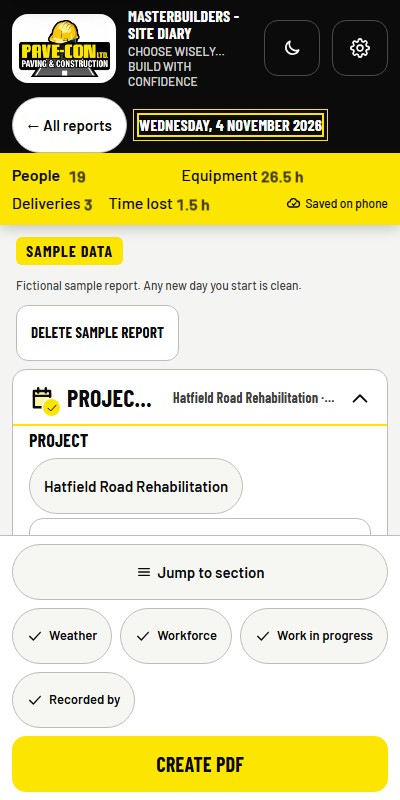 PAVE-CON LTD.
PAVING & CONSTRUCTION
MASTERBUILDERS -
SITE DIARY
CHOOSE WISELY...
BUILD WITH
CONFIDENCE
← All reports
WEDNESDAY, 4 NOVEMBER 2026
People 19
Equipment 26.5 h
Deliveries 3
Time lost 1.5 h
Saved on phone
SAMPLE DATA
Fictional sample report. Any new day you start is clean.
DELETE SAMPLE REPORT
PROJEC...
Hatfield Road Rehabilitation ·...
PROJECT
Hatfield Road Rehabilitation
Jump to section
Weather
Workforce
Work in progress
Recorded by
CREATE PDF